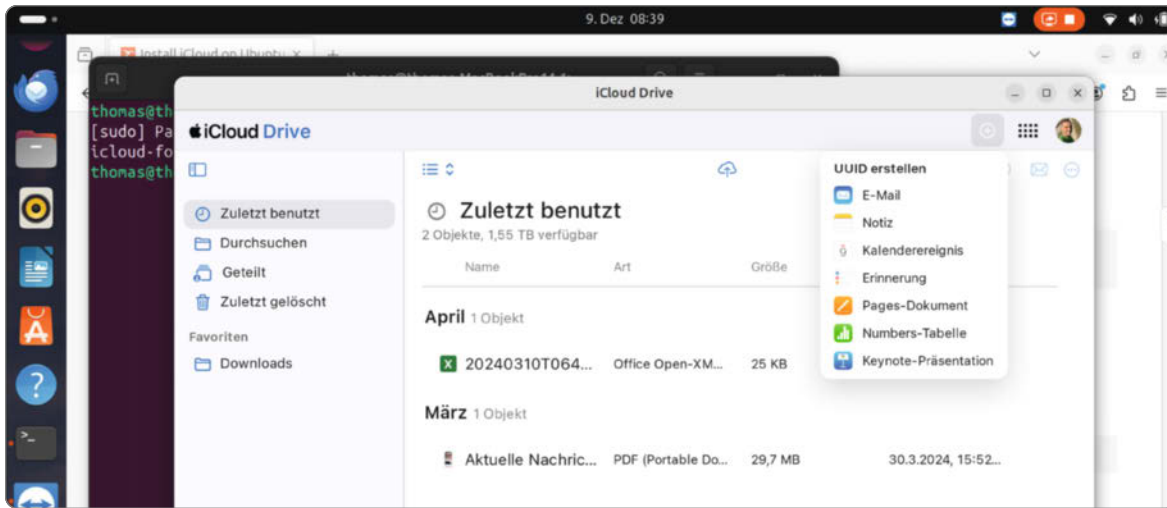 9. Dez 08:39
Install iCloud on Ubuntu
thomas@th
[sudo] Pa
icloud-fo
thomas@th
iCloud Drive
iCloud Drive
Zuletzt benutzt
Durchsuchen
Geteilt
Zuletzt gelöscht
Favoriten
Downloads
Zuletzt benutzt
2 Objekte, 1,55 TB verfügbar
Name Art Größe
April 1 Objekt
20240310T064... Office Open-XM... 25 KB
März 1 Objekt
Aktuelle Nachric... PDF (Portable Do... 29,7 MB 30.3.2024, 15:52...
UUID erstellen
E-Mail
Notiz
Kalenderereignis
Erinnerung
Pages-Dokument
Numbers-Tabelle
Keynote-Präsentation